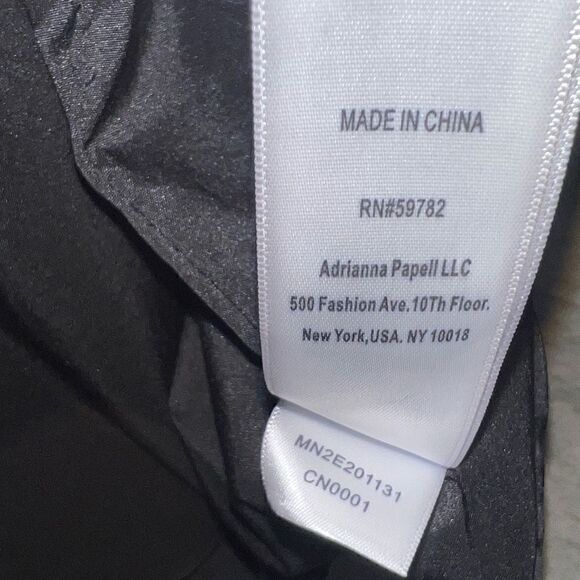 MADE IN CHINA
RN#59782
Adrianna Papell LLC
500 Fashion Ave.10Th Floor.
New York,USA. NY 10018
MN2E201131
CN0001